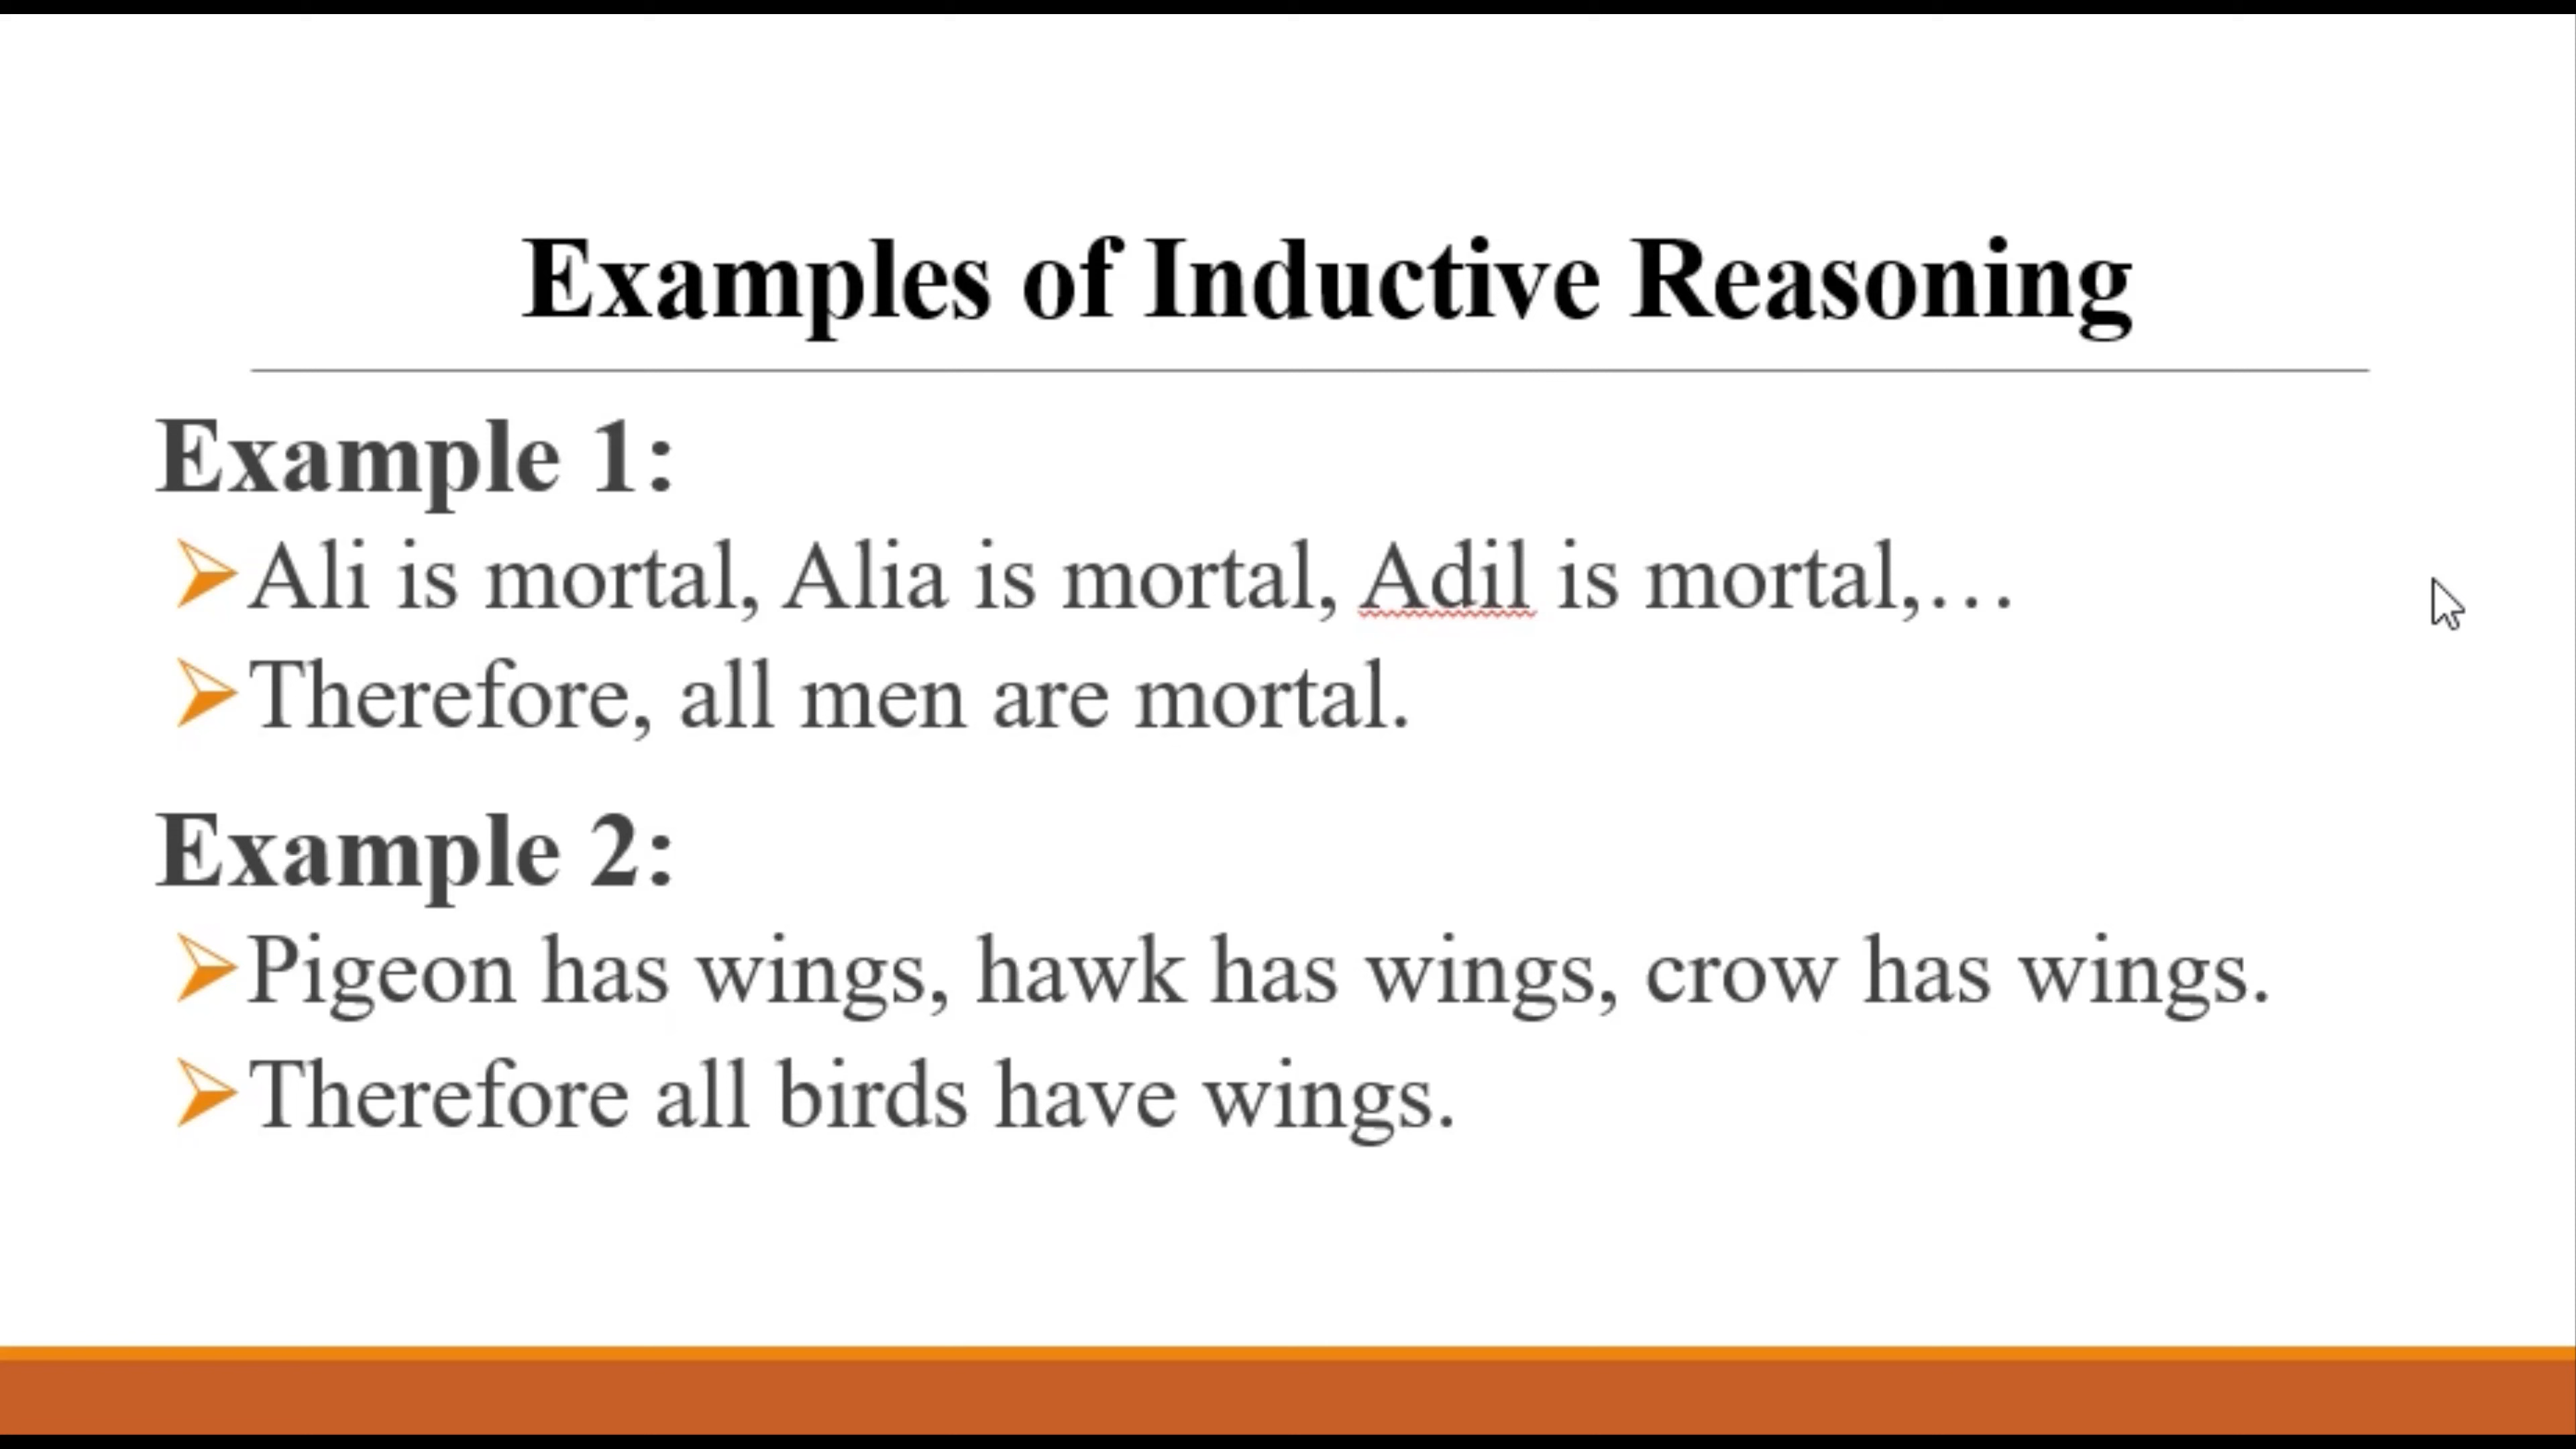 Examples of Inductive Reasoning
Example 1:
Ali is mortal, Alia is mortal, Adil is mortal,...
Therefore, all men are mortal.
Example 2:
Pigeon has wings, hawk has wings, crow has wings.
Therefore all birds have wings.